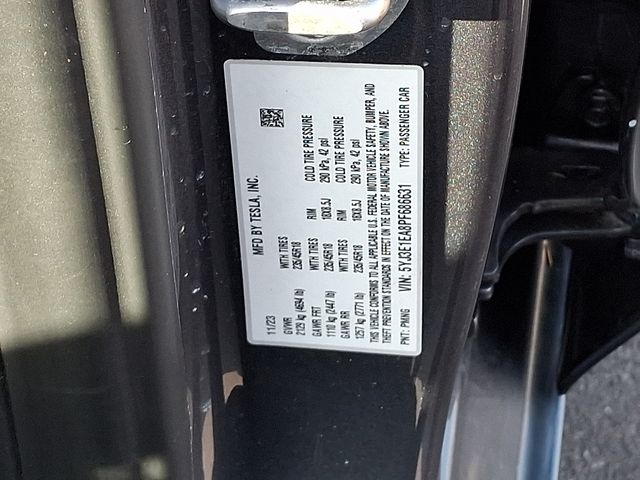 MFD BY TESLA, INC.
11/23
GVWR
2129 kg (4694 lb)
GAWR FRT WITH TIRES RIM COLD TIRE PRESSURE
1110 kg (2447 lb) 235/45R18 18X8.5J 290 kPa, 42 psi
GAWR RR WITH TIRES RIM COLD TIRE PRESSURE
1257 kg (2771 lb) 235/45R18 18X8.5J 290 kPa, 42 psi
THIS VEHICLE CONFORMS TO ALL APPLICABLE U.S. FEDERAL MOTOR VEHICLE SAFETY, BUMPER, AND
THEFT PREVENTION STANDARDS IN EFFECT ON THE DATE OF MANUFACTURE SHOWN ABOVE.
VIN: 5YJ3E1EA8PF686631
PNT: PMNG TYPE: PASSENGER CAR